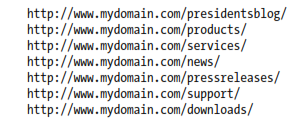 http://www.mydomain.com/presidentsblog/
http://www.mydomain.com/products/
http://www.mydomain.com/services/
http://www.mydomain.com/news/
http://www.mydomain.com/pressreleases/
http://www.mydomain.com/support/
http://www.mydomain.com/downloads/